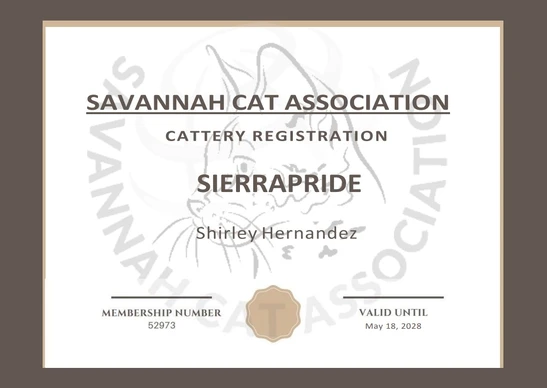 SAVANNAH CAT ASSOCIATION
CATTERY REGISTRATION
SIERRAPRIDE
Shirley Hernandez
MEMBERSHIP NUMBER
52973
VALID UNTIL
May 18, 2028
SAVANNAH CAT ASSOCIATION